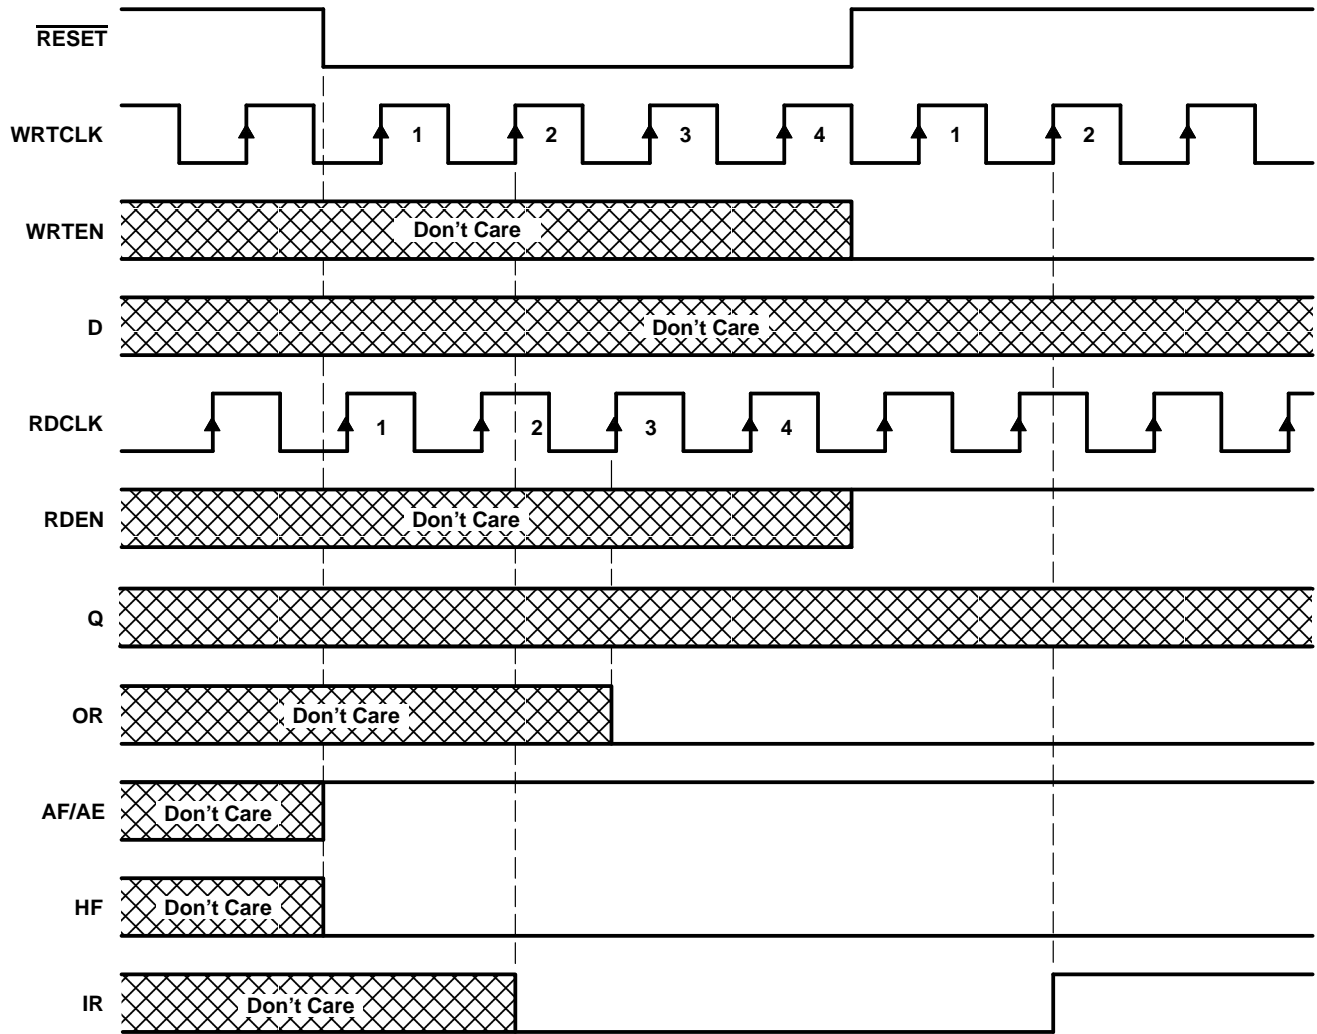 RESET
WRTCLK
1 2 3 4 1 2
WRTEN
Don’t Care
D
Don’t Care
RDCLK
1 2 3 4
RDEN
Don’t Care
Q
OR
Don’t Care
AF/AE
Don’t Care
HF
Don’t Care
IR
Don’t Care